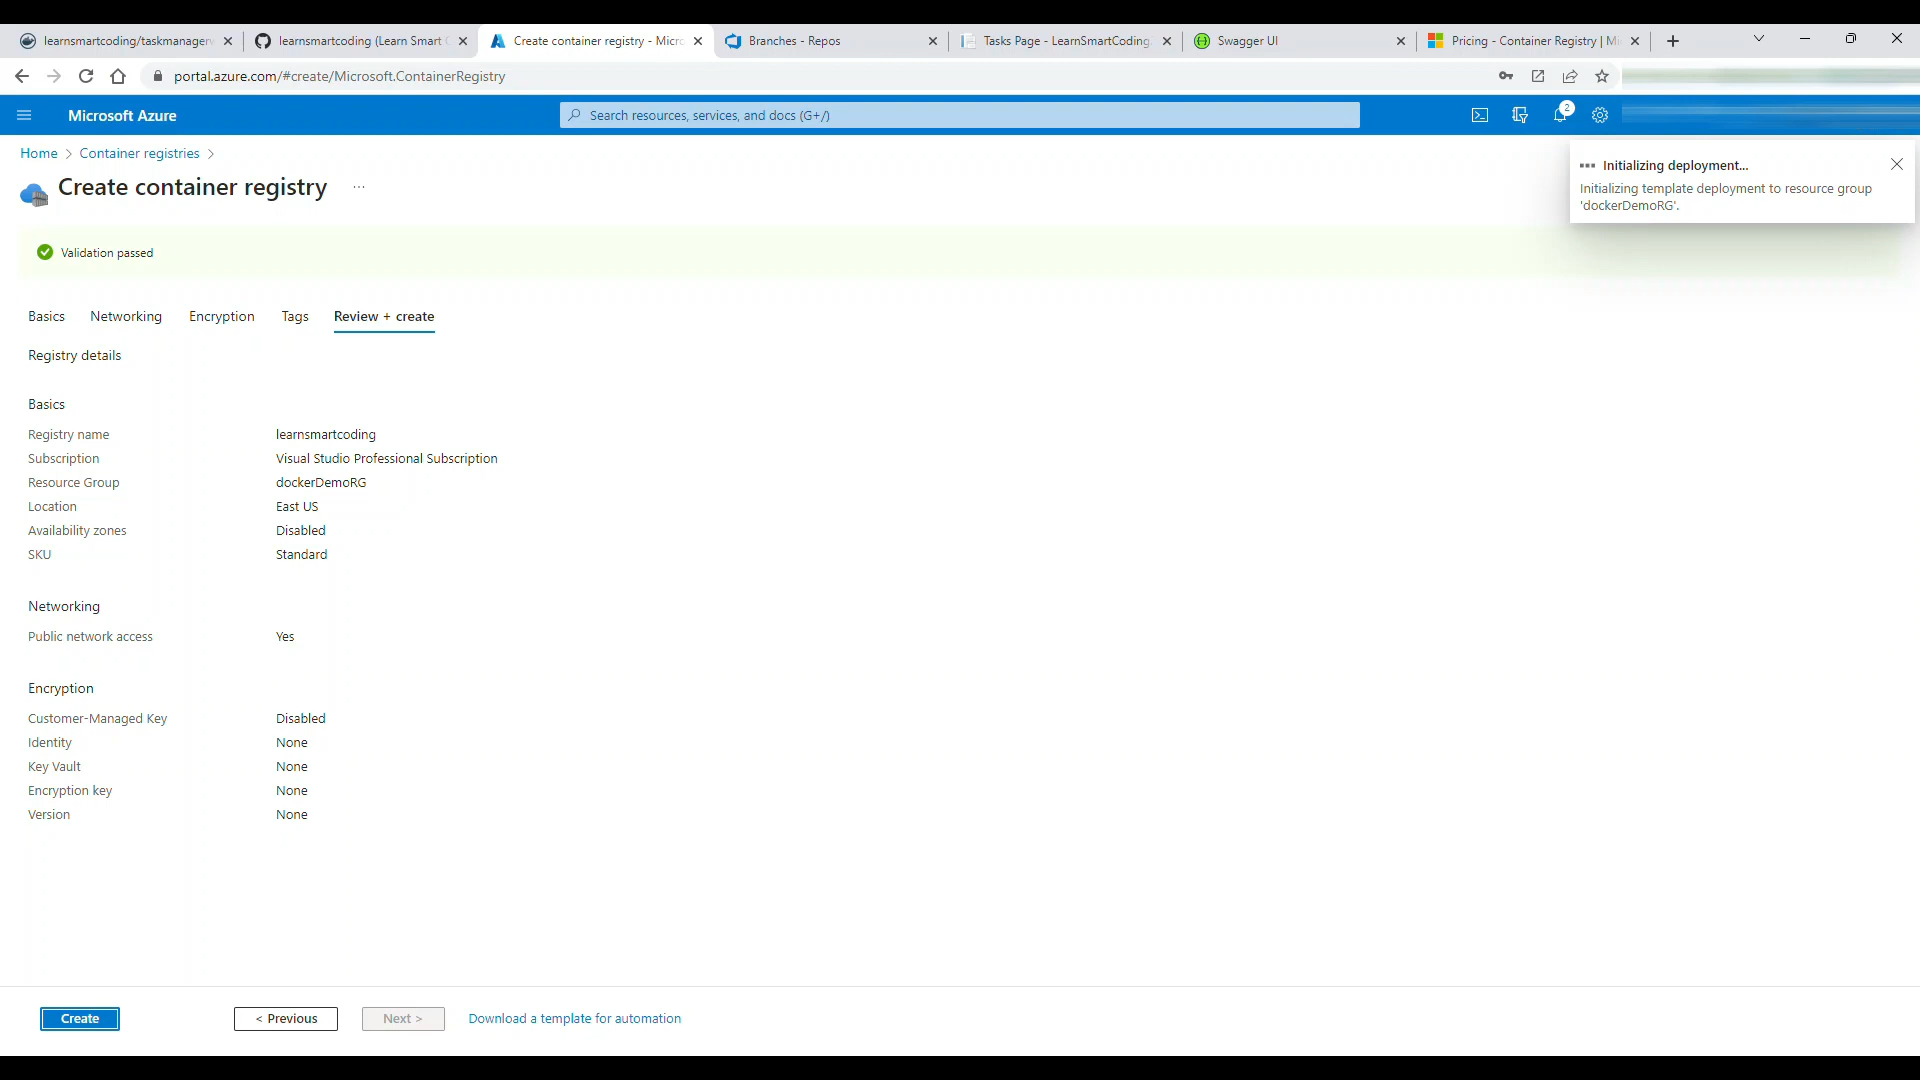 learnsmartcoding/taskmanager
learnsmartcoding (Learn Smart
Create container registry - Micr
Branches - Repos
Tasks Page - LearnSmartCoding.
Swagger UI
Pricing - Container Registry | Mi
portal.azure.com/#create/Microsoft.ContainerRegistry
Microsoft Azure
Search resources, services, and docs (G+/)
2
Home > Container registries >
Create container registry ...
Initializing deployment...
Initializing template deployment to resource group
'dockerDemoRG'.
Validation passed
Basics Networking Encryption Tags Review + create
Registry details
Basics
Registry name learnsmartcoding
Subscription Visual Studio Professional Subscription
Resource Group dockerDemoRG
Location East US
Availability zones Disabled
SKU Standard
Networking
Public network access Yes
Encryption
Customer-Managed Key Disabled
Identity None
Key Vault None
Encryption key None
Version None
Create
< Previous
Next >
Download a template for automation